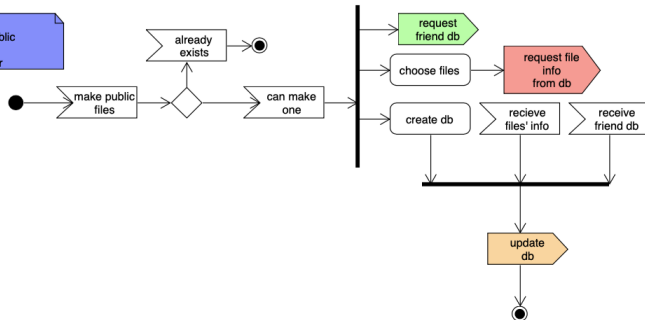 request
friend db
already
exists
request file
info
from db
choose files
make public
files
can make
one
create db
recieve
files' info
receive
friend db
update
db